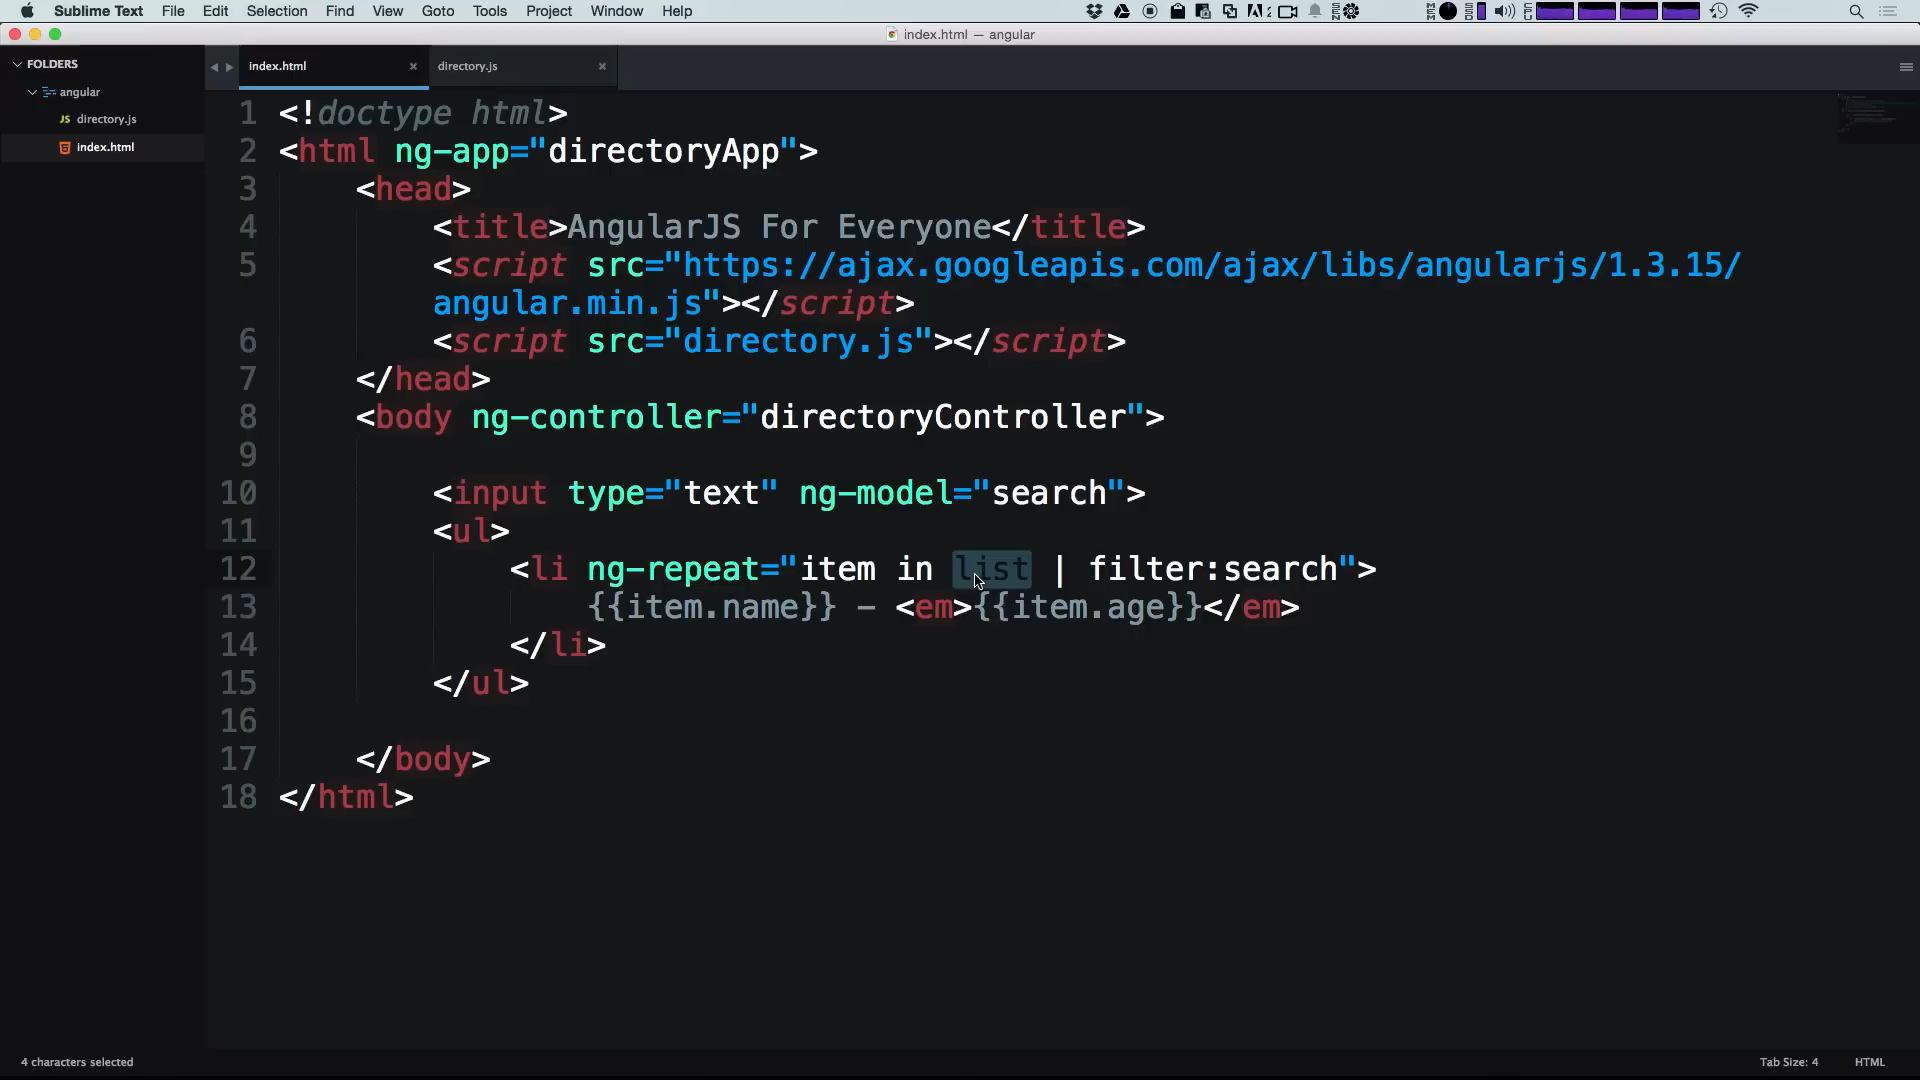 Sublime Text File Edit Selection Find View Goto Tools Project Window Help
index.html — angular
FOLDERS
angular
directory.js
index.html
index.html directory.js
1 <!doctype html>
2 <html ng-app="directoryApp">
3 <head>
4 <title>AngularJS For Everyone</title>
5 <script src="https://ajax.googleapis.com/ajax/libs/angularjs/1.3.15/
angular.min.js"></script>
6 <script src="directory.js"></script>
7 </head>
8 <body ng-controller="directoryController">
9
10 <input type="text" ng-model="search">
11 <ul>
12 <li ng-repeat="item in list | filter:search">
13 {{item.name}} - <em>{{item.age}}</em>
14 </li>
15 </ul>
16
17 </body>
18 </html>
4 characters selected
Tab Size: 4 HTML